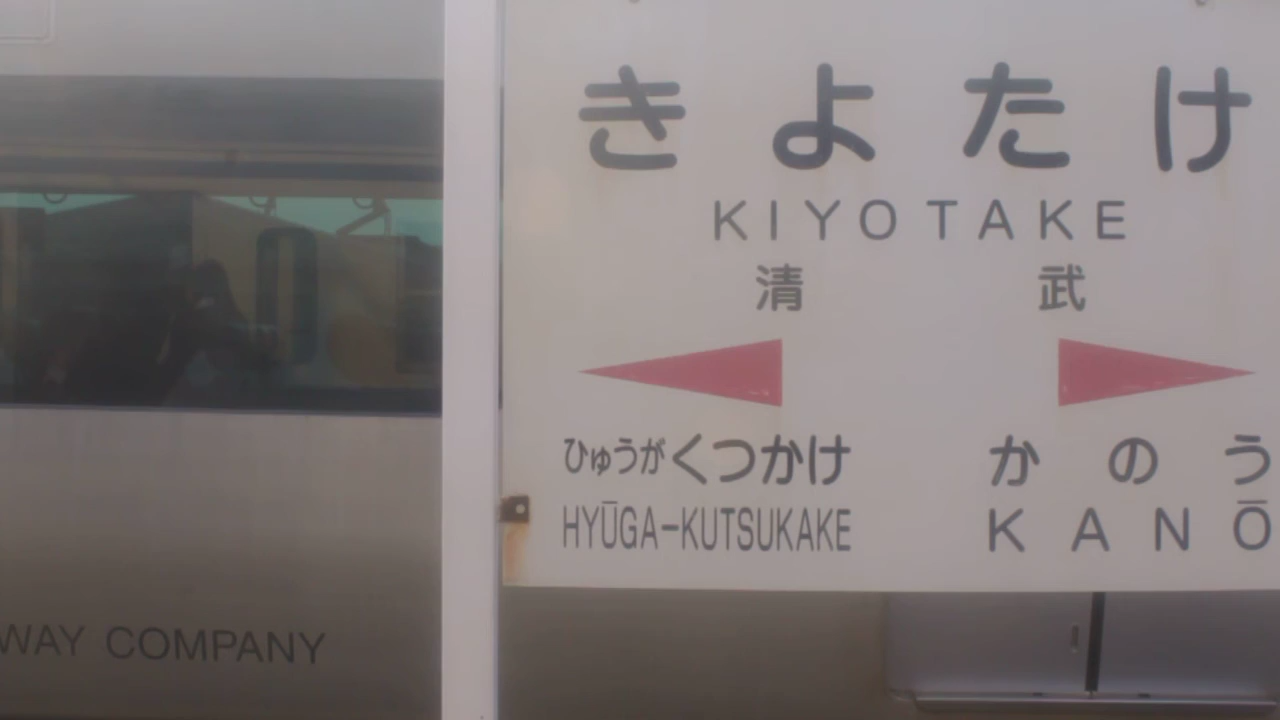 きよたけ
KIYOTAKE
清武
ひゅうがくつかけ かのう
HYŪGA-KUTSUKAKE KANŌ
WAY COMPANY